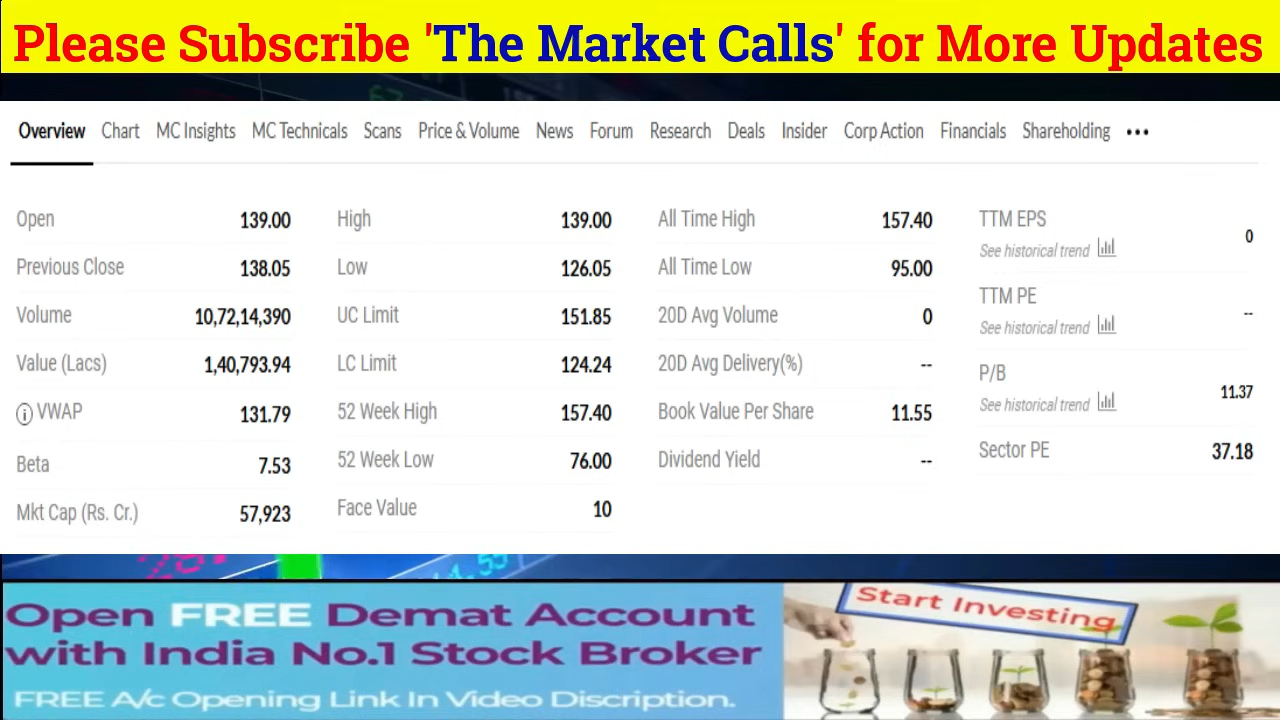 Please Subscribe 'The Market Calls' for More Updates
67
Overview Chart MC Insights MC Technicals Scans Price & Volume News Forum Research Deals Insider Corp Action Financials Shareholding •••
Open 139.00
Previous Close 138.05
Volume 10,72,14,390
Value (Lacs) 1,40,793.94
VWAP 131.79
Beta 7.53
Mkt Cap (Rs. Cr.) 57,923
High 139.00
Low 126.05
UC Limit 151.85
LC Limit 124.24
52 Week High 157.40
52 Week Low 76.00
Face Value 10
All Time High 157.40
All Time Low 95.00
20D Avg Volume 0
20D Avg Delivery(%) --
Book Value Per Share 11.55
Dividend Yield --
TTM EPS 0
See historical trend
TTM PE --
See historical trend
P/B 11.37
See historical trend
Sector PE 37.18
Open FREE Demat Account
with India No.1 Stock Broker
FREE A/c Opening Link In Video Discription.
Start Investing